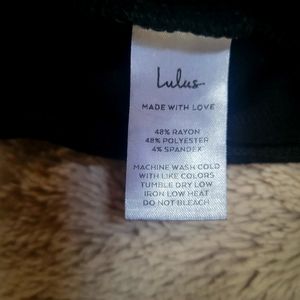 Lulus
MADE WITH LOVE
48% RAYON
48% POLYESTER
4% SPANDEX
MACHINE WASH COLD
WITH LIKE COLORS
TUMBLE DRY LOW
IRON LOW HEAT
DO NOT BLEACH